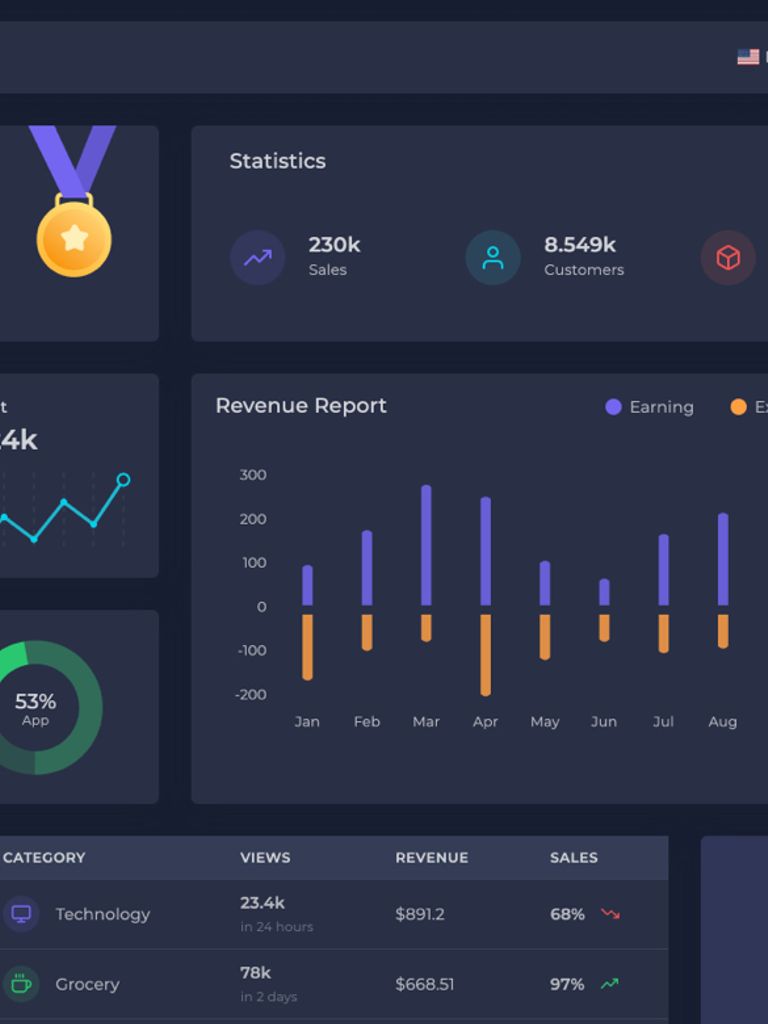 Statistics
230k
Sales
8.549k
Customers
4k
Revenue Report
Earning
300
200
100
0
-100
-200
Jan Feb Mar Apr May Jun Jul Aug
53%
App
CATEGORY VIEWS REVENUE SALES
Technology 23.4k in 24 hours $891.2 68%
Grocery 78k in 2 days $668.51 97%